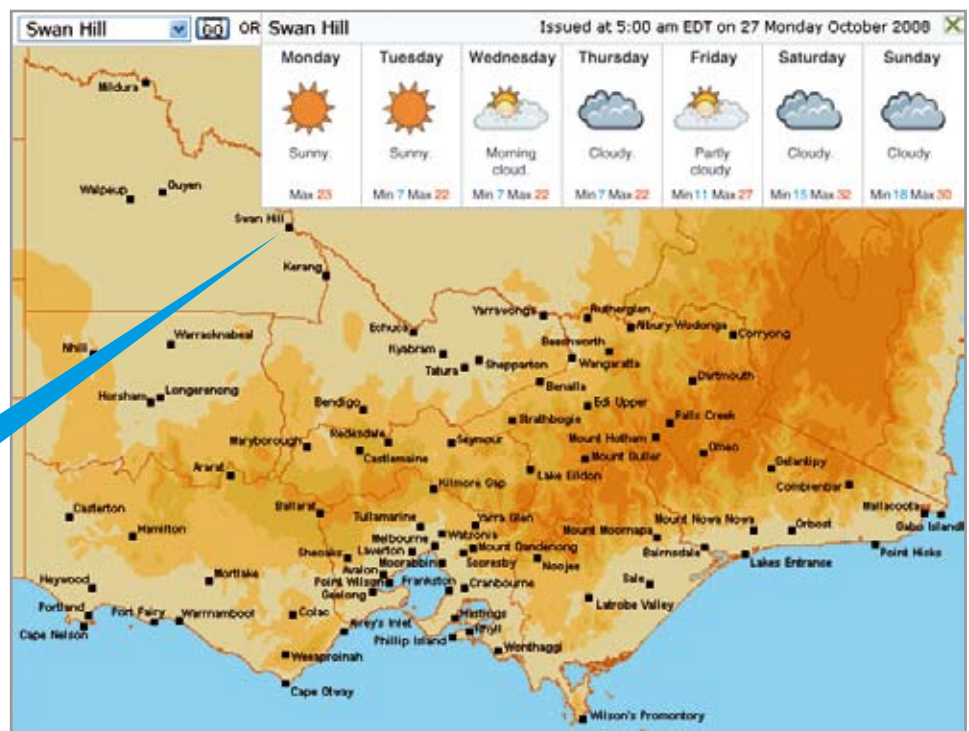 Swan Hill GO OR Swan Hill Issued at 5:00 am EDT on 27 Monday October 2008
Monday Tuesday Wednesday Thursday Friday Saturday Sunday
Sunny. Sunny. Morning cloud. Cloudy. Partly cloudy Cloudy. Cloudy.
Max 23 Min 7 Max 22 Min 7 Max 22 Min 7 Max 22 Min 11 Max 27 Min 15 Max 32 Min 18 Max 30
Mildura
Walpeup Ouyen
Swan Hill
Kerang
Yarrawonga Rutherglen
Echuca Albury-Wodonga
Warracknabeal Beechworth Corryong
Nhill Kyabram
Tatura Shepparton Wangaratta
Benalla Dartmouth
Horsham Longerenong
Bendigo Edi Upper
Strathbogie Falls Creek
Maryborough Redesdale Seymour Mount Hotham
Castlemaine Mount Buller Omeo
Ararat Lake Eildon Gelantipy
Kilmore Gap Combienbar
Casterton Ballarat Mallacoota
Tullamarine Yarra Glen Mount Nowa Nowa Gabo Island
Hamilton Melbourne Watsonia Mount Moornapa Orbost
Sheoaks Laverton Mount Dandenong Bairnsdale Point Hicks
Avalon Moorabbin Scoresby Noojee Lakes Entrance
Heywood Mortlake Point Wilson Frankston Cranbourne Sale
Geelong Latrobe Valley
Portland Port Fairy Warrnambool Colac Hastings
Cape Nelson Airey's Inlet Rhyll
Phillip Island Wonthaggi
Weeaproinah
Cape Otway
Wilson's Promontory